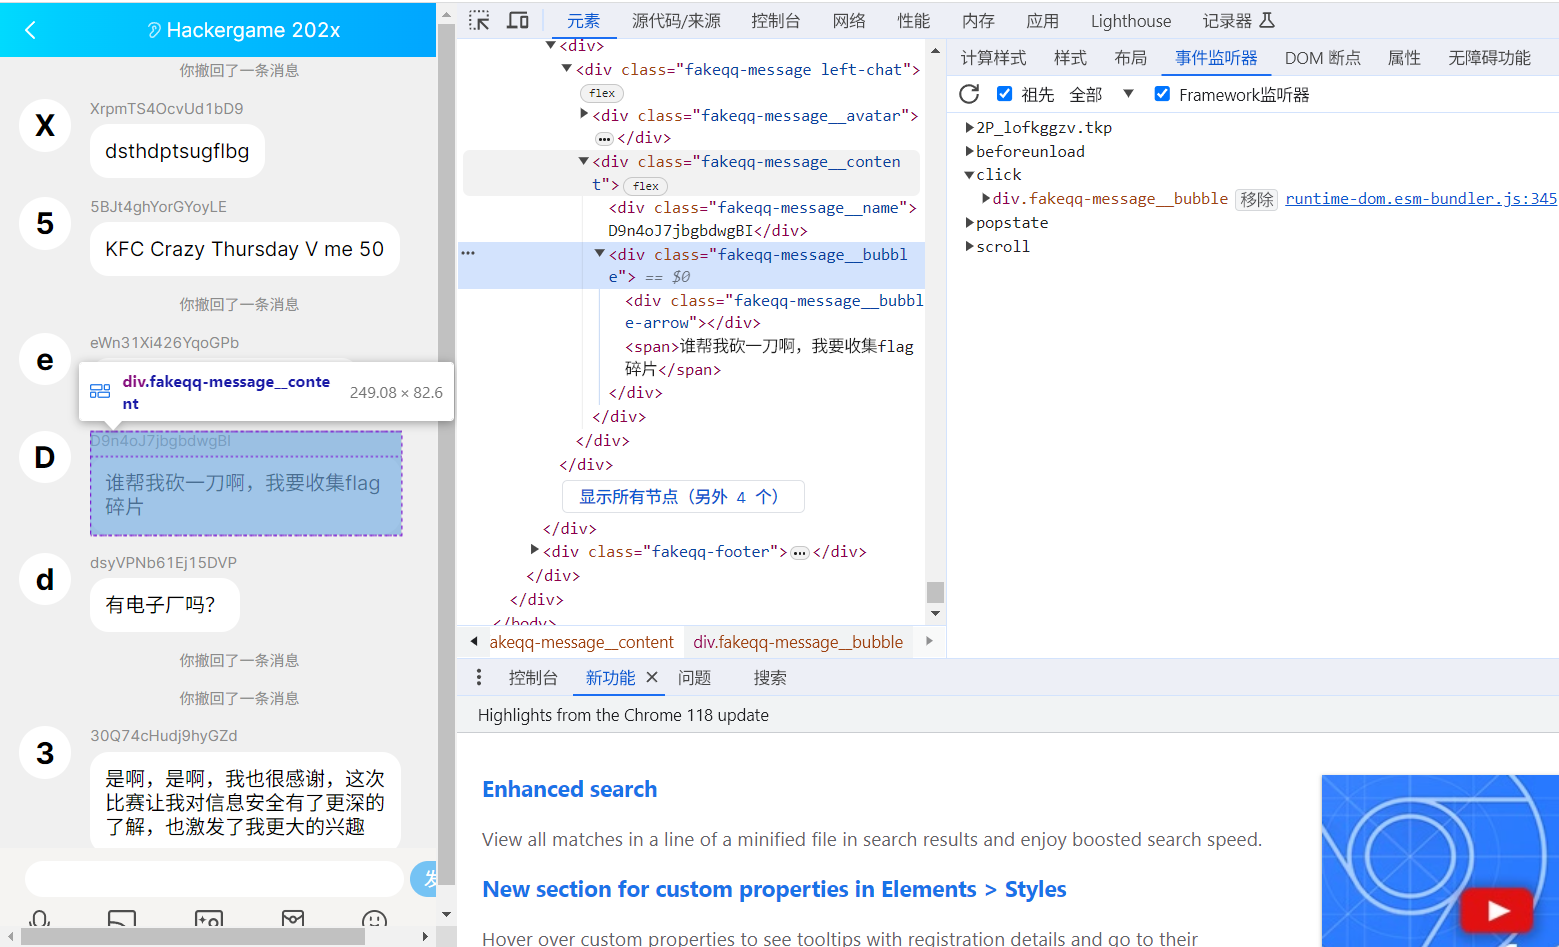 Hackergame 202x
你撤回了一条消息
XrpmTS4OcvUd1bD9
X
dsthdptsugflbg
5BJt4ghYorGYoyLE
5
KFC Crazy Thursday V me 50
你撤回了一条消息
eWn31Xi426YqoGPb
e
div.fakeqq-message__conte
nt
249.08 × 82.6
D9n4oJ7jbgbdwgBI
D
谁帮我砍一刀啊，我要收集flag
碎片
dsyVPNb61Ej15DVP
d
有电子厂吗？
你撤回了一条消息
你撤回了一条消息
30Q74cHudj9hyGZd
3
是啊，是啊，我也很感谢，这次
比赛让我对信息安全有了更深的
了解，也激发了我更大的兴趣
发
元素 源代码/来源 控制台 网络 性能 内存 应用 Lighthouse 记录器
<div>
<div class="fakeqq-message left-chat">
flex
<div class="fakeqq-message__avatar">
… </div>
<div class="fakeqq-message__conten
t"> flex
<div class="fakeqq-message__name">
D9n4oJ7jbgbdwgBI</div>
<div class="fakeqq-message__bubbl
e"> == $0
<div class="fakeqq-message__bubbl
e-arrow"></div>
<span>谁帮我砍一刀啊，我要收集flag
碎片</span>
</div>
</div>
</div>
</div>
显示所有节点（另外 4 个）
</div>
<div class="fakeqq-footer"> … </div>
</div>
</div>
</body>
akeqq-message__content div.fakeqq-message__bubble
计算样式 样式 布局 事件监听器 DOM 断点 属性 无障碍功能
祖先 全部 Framework监听器
2P_lofkggzv.tkp
beforeunload
click
div.fakeqq-message__bubble 移除 runtime-dom.esm-bundler.js:345
popstate
scroll
控制台 新功能 问题 搜索
Highlights from the Chrome 118 update
Enhanced search
View all matches in a line of a minified file in search results and enjoy boosted search speed.
New section for custom properties in Elements > Styles
Hover over custom properties to see tooltips with registration details and go to their